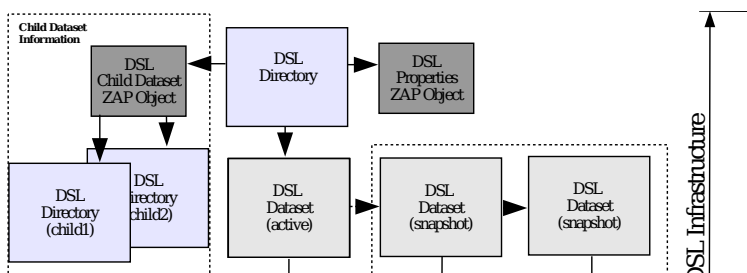 Child Dataset
Information
DSL
Child Dataset
ZAP Object
DSL
Directory
DSL
Properties
ZAP Object
DSL
Directory
(child1)
DSL
irectory
child2)
DSL
Dataset
(active)
DSL
Dataset
(snapshot)
DSL
Dataset
(snapshot)
DSL Infrastructure